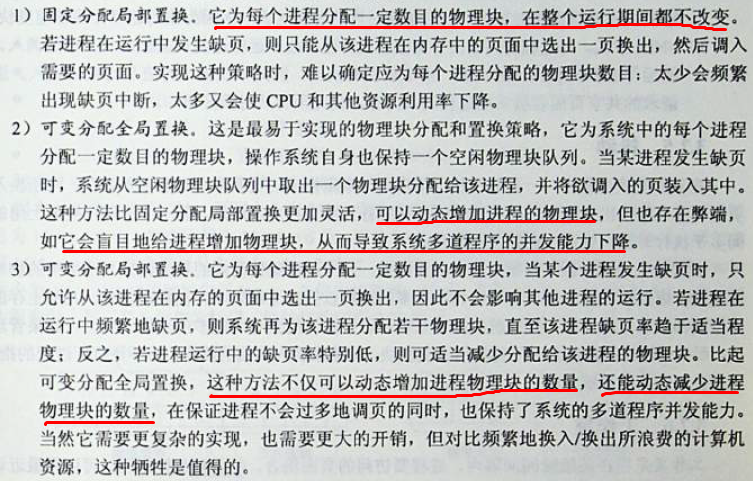 1）固定分配局部置换。它为每个进程分配一定数目的物理块，在整个运行期间都不改变。
若进程在运行中发生缺页，则只能从该进程在内存中的页面中选出一页换出，然后调入
需要的页面。实现这种策略时，难以确定应为每个进程分配的物理块数目：太少会频繁
出现缺页中断，太多又会使CPU和其他资源利用率下降。
2）可变分配全局置换。这是最易于实现的物理块分配和置换策略，它为系统中的每个进程
分配一定数目的物理块，操作系统自身也保持一个空闲物理块队列。当某进程发生缺页
时，系统从空闲物理块队列中取出一个物理块分配给该进程，并将欲调入的页装入其中。
这种方法比固定分配局部置换更加灵活，可以动态增加进程的物理块，但也存在弊端，
如它会盲目地给进程增加物理块，从而导致系统多道程序的并发能力下降。
3）可变分配局部置换。它为每个进程分配一定数目的物理块，当某个进程发生缺页时，只
允许从该进程在内存的页面中选出一页换出，因此不会影响其他进程的运行。若进程在
运行中频繁地缺页，则系统再为该进程分配若干物理块，直至该进程缺页率趋于适当程
度；反之，若进程运行中的缺页率特别低，则可适当减少分配给该进程的物理块。比起
可变分配全局置换，这种方法不仅可以动态增加进程物理块的数量，还能动态减少进程
物理块的数量，在保证进程不会过多地调页的同时，也保持了系统的多道程序并发能力。
当然它需要更复杂的实现，也需要更大的开销，但对比频繁地换入/换出所浪费的计算机
资源，这种牺牲是值得的。